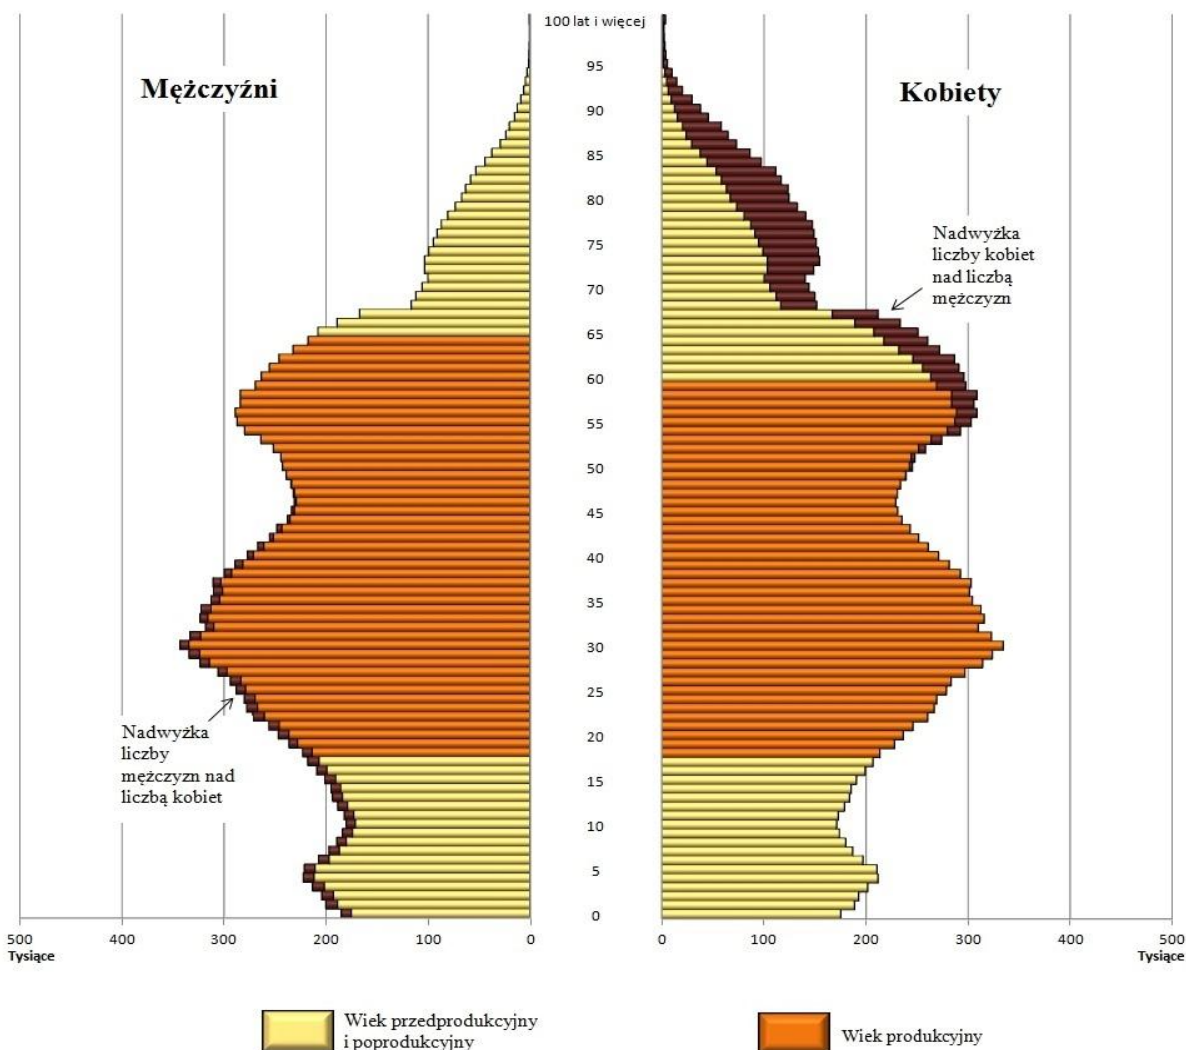 100 lat i więcej
Mężczyźni
Kobiety
95
90
85
80
75
70
65
60
55
50
45
40
35
30
25
20
15
10
5
0
Nadwyżka
liczby kobiet
nad liczbą
mężczyzn
Nadwyżka
liczby
mężczyzn nad
liczbą kobiet
500 400 300 200 100 0
Tysiące
0 100 200 300 400 500
Tysiące
Wiek przedprodukcyjny
i poprodukcyjny
Wiek produkcyjny